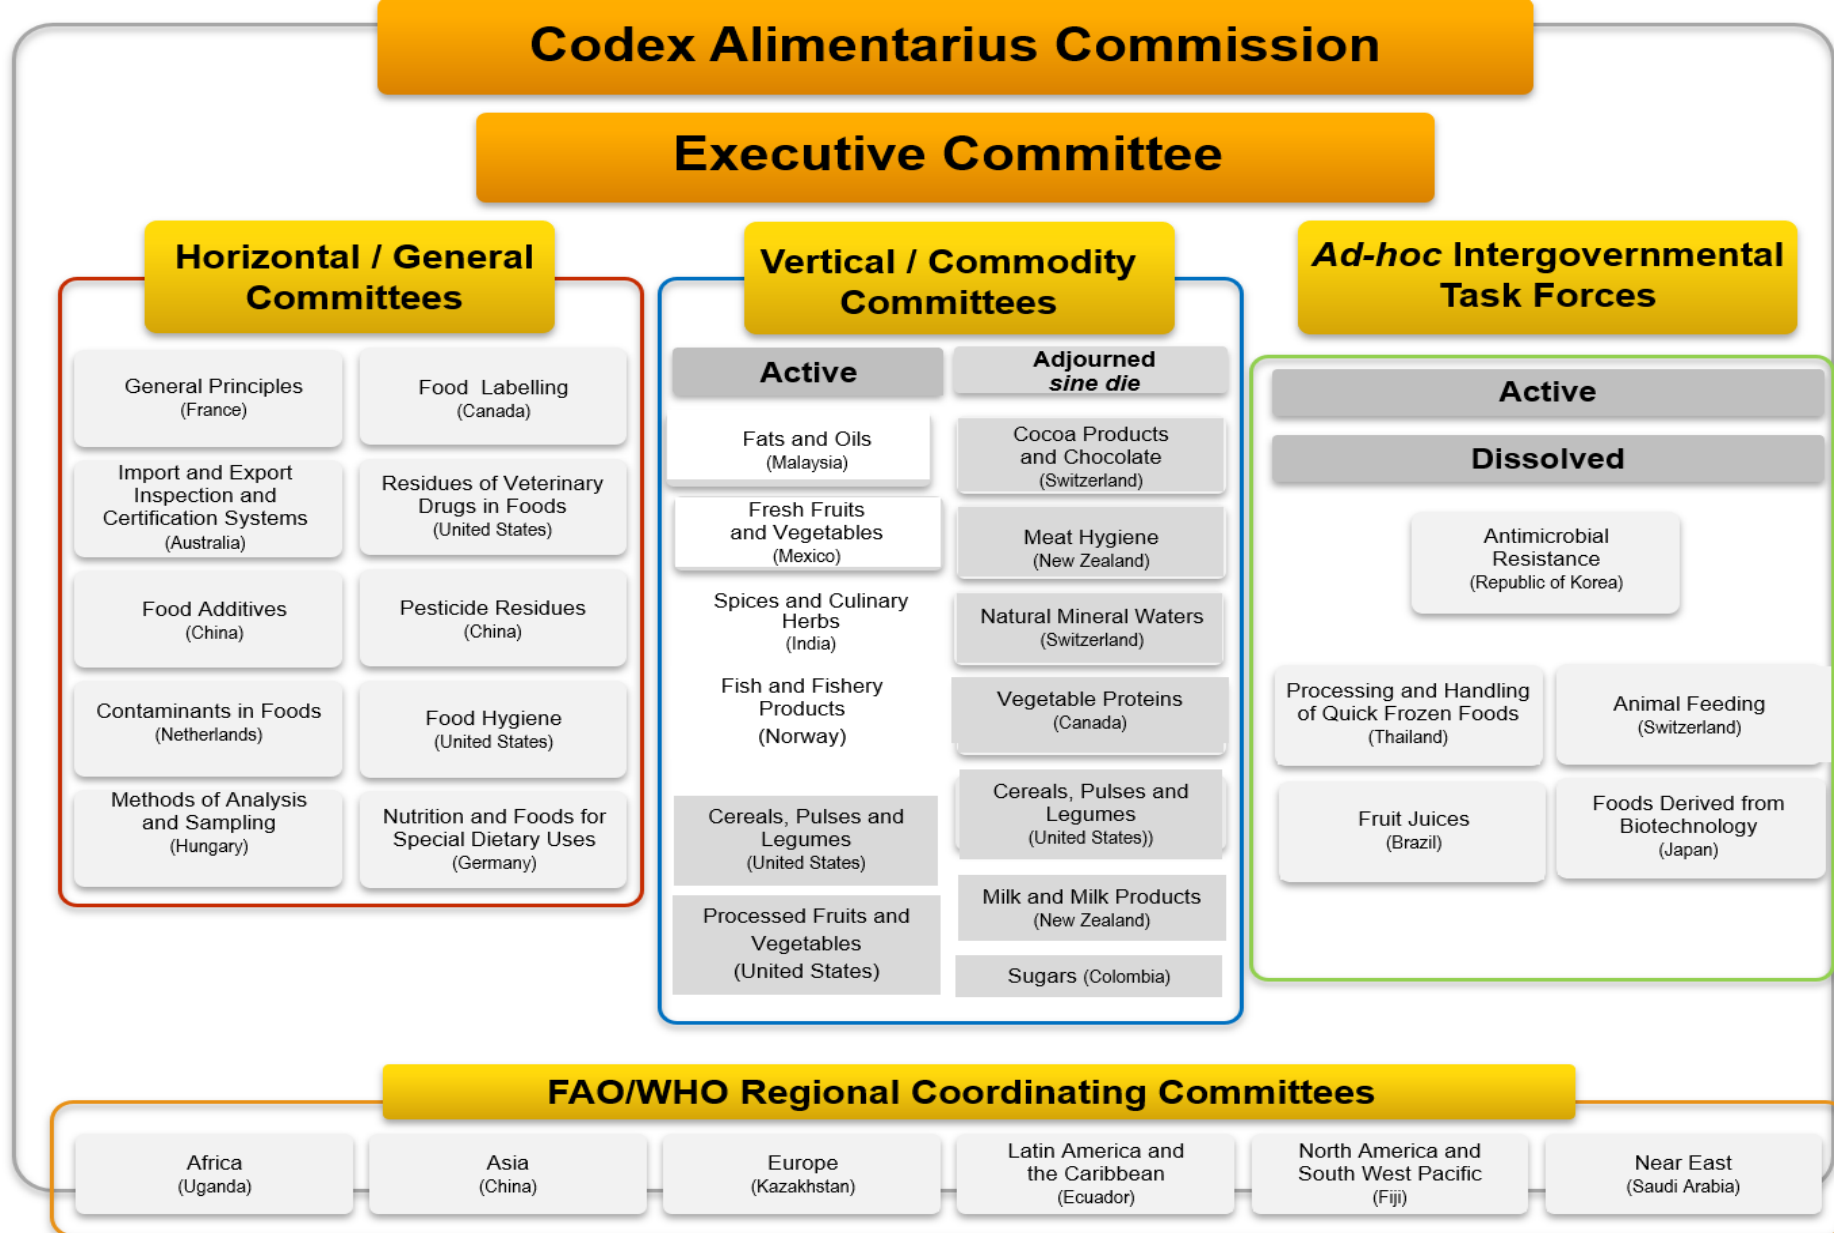 Codex Alimentarius Commission
Executive Committee
Horizontal / General
Committees
General Principles
(France)
Food  Labelling
(Canada)
Import and Export
Inspection and
Certification Systems
(Australia)
Residues of Veterinary
Drugs in Foods
(United States)
Food Additives
(China)
Pesticide Residues
(China)
Contaminants in Foods
(Netherlands)
Food Hygiene
(United States)
Methods of Analysis
and Sampling
(Hungary)
Nutrition and Foods for
Special Dietary Uses
(Germany)
Vertical / Commodity
Committees
Active
Fats and Oils
(Malaysia)
Fresh Fruits
and Vegetables
(Mexico)
Spices and Culinary
Herbs
(India)
Fish and Fishery
Products
(Norway)
Cereals, Pulses and
Legumes
(United States)
Processed Fruits and
Vegetables
(United States)
Adjourned
sine die
Cocoa Products
and Chocolate
(Switzerland)
Meat Hygiene
(New Zealand)
Natural Mineral Waters
(Switzerland)
Vegetable Proteins
(Canada)
Cereals, Pulses and
Legumes
(United States))
Milk and Milk Products
(New Zealand)
Sugars (Colombia)
Ad-hoc Intergovernmental
Task Forces
Active
Dissolved
Antimicrobial
Resistance
(Republic of Korea)
Processing and Handling
of Quick Frozen Foods
(Thailand)
Animal Feeding
(Switzerland)
Fruit Juices
(Brazil)
Foods Derived from
Biotechnology
(Japan)
FAO/WHO Regional Coordinating Committees
Africa
(Uganda)
Asia
(China)
Europe
(Kazakhstan)
Latin America and
the Caribbean
(Ecuador)
North America and
South West Pacific
(Fiji)
Near East
(Saudi Arabia)